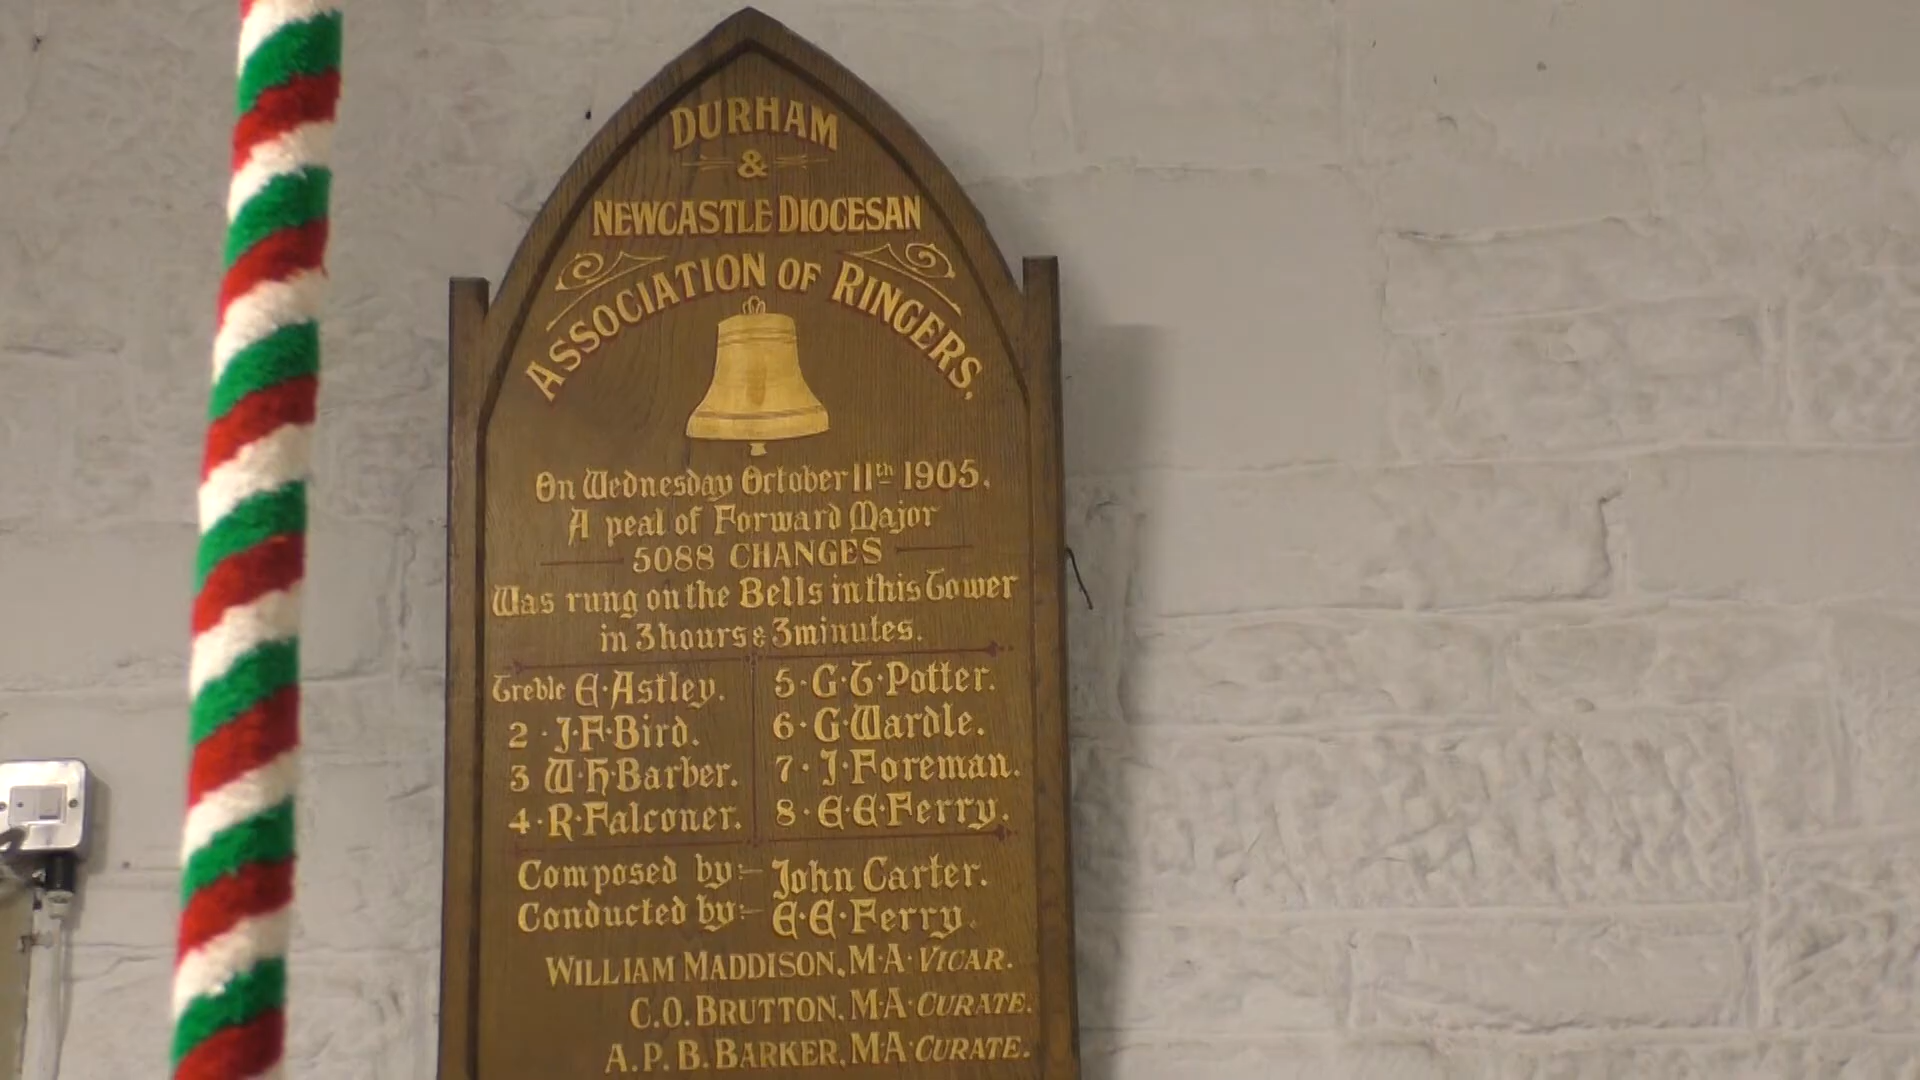 DURHAM
&
NEWCASTLE DIOCESAN
ASSOCIATION OF RINGERS.
On Wednesday October 11th 1905.
A peal of Forward Major
5088 CHANGES
Was rung on the Bells in this Tower
in 3 hours & 3 minutes.
Treble E·Astley.
2·J·F·Bird.
3 W·H·Barber.
4·R·Falconer.
5·G·T·Potter.
6·G·Wardle.
7·J·Foreman.
8·E·E·Ferry.
Composed by:- John Carter.
Conducted by:- E·E·Ferry.
WILLIAM MADDISON, M·A· VICAR.
C.O. BRUTTON, M·A· CURATE.
A.P.B. BARKER, M·A· CURATE.